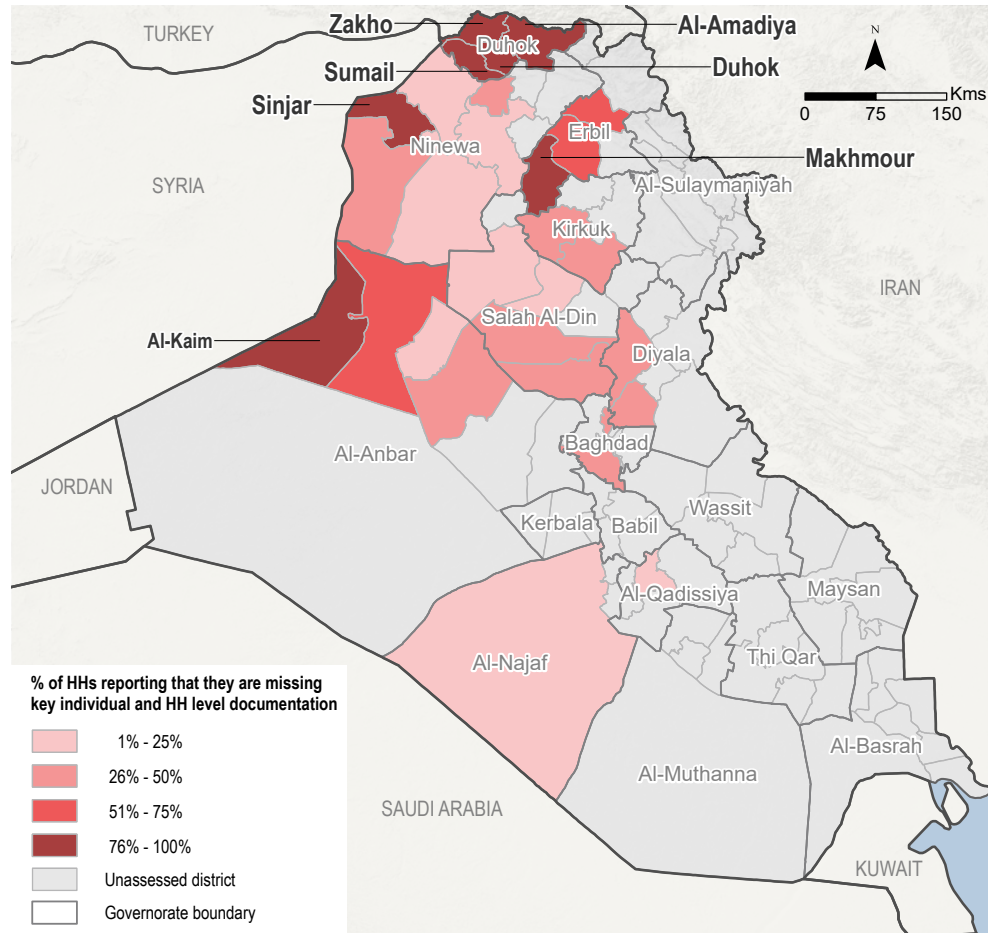 TURKEY
Zakho
Al-Amadiya
Duhok
Sumail
Duhok
Sinjar
N
Kms
0 75 150
Erbil
Ninewa
Makhmour
SYRIA
Al-Sulaymaniyah
Kirkuk
IRAN
Salah Al-Din
Al-Kaim
Diyala
Baghdad
Al-Anbar
JORDAN
Wassit
Kerbala
Babil
Al-Qadissiya
Maysan
Al-Najaf
Thi Qar
Al-Basrah
Al-Muthanna
SAUDI ARABIA
KUWAIT
% of HHs reporting that they are missing
key individual and HH level documentation
1% - 25%
26% - 50%
51% - 75%
76% - 100%
Unassessed district
Governorate boundary